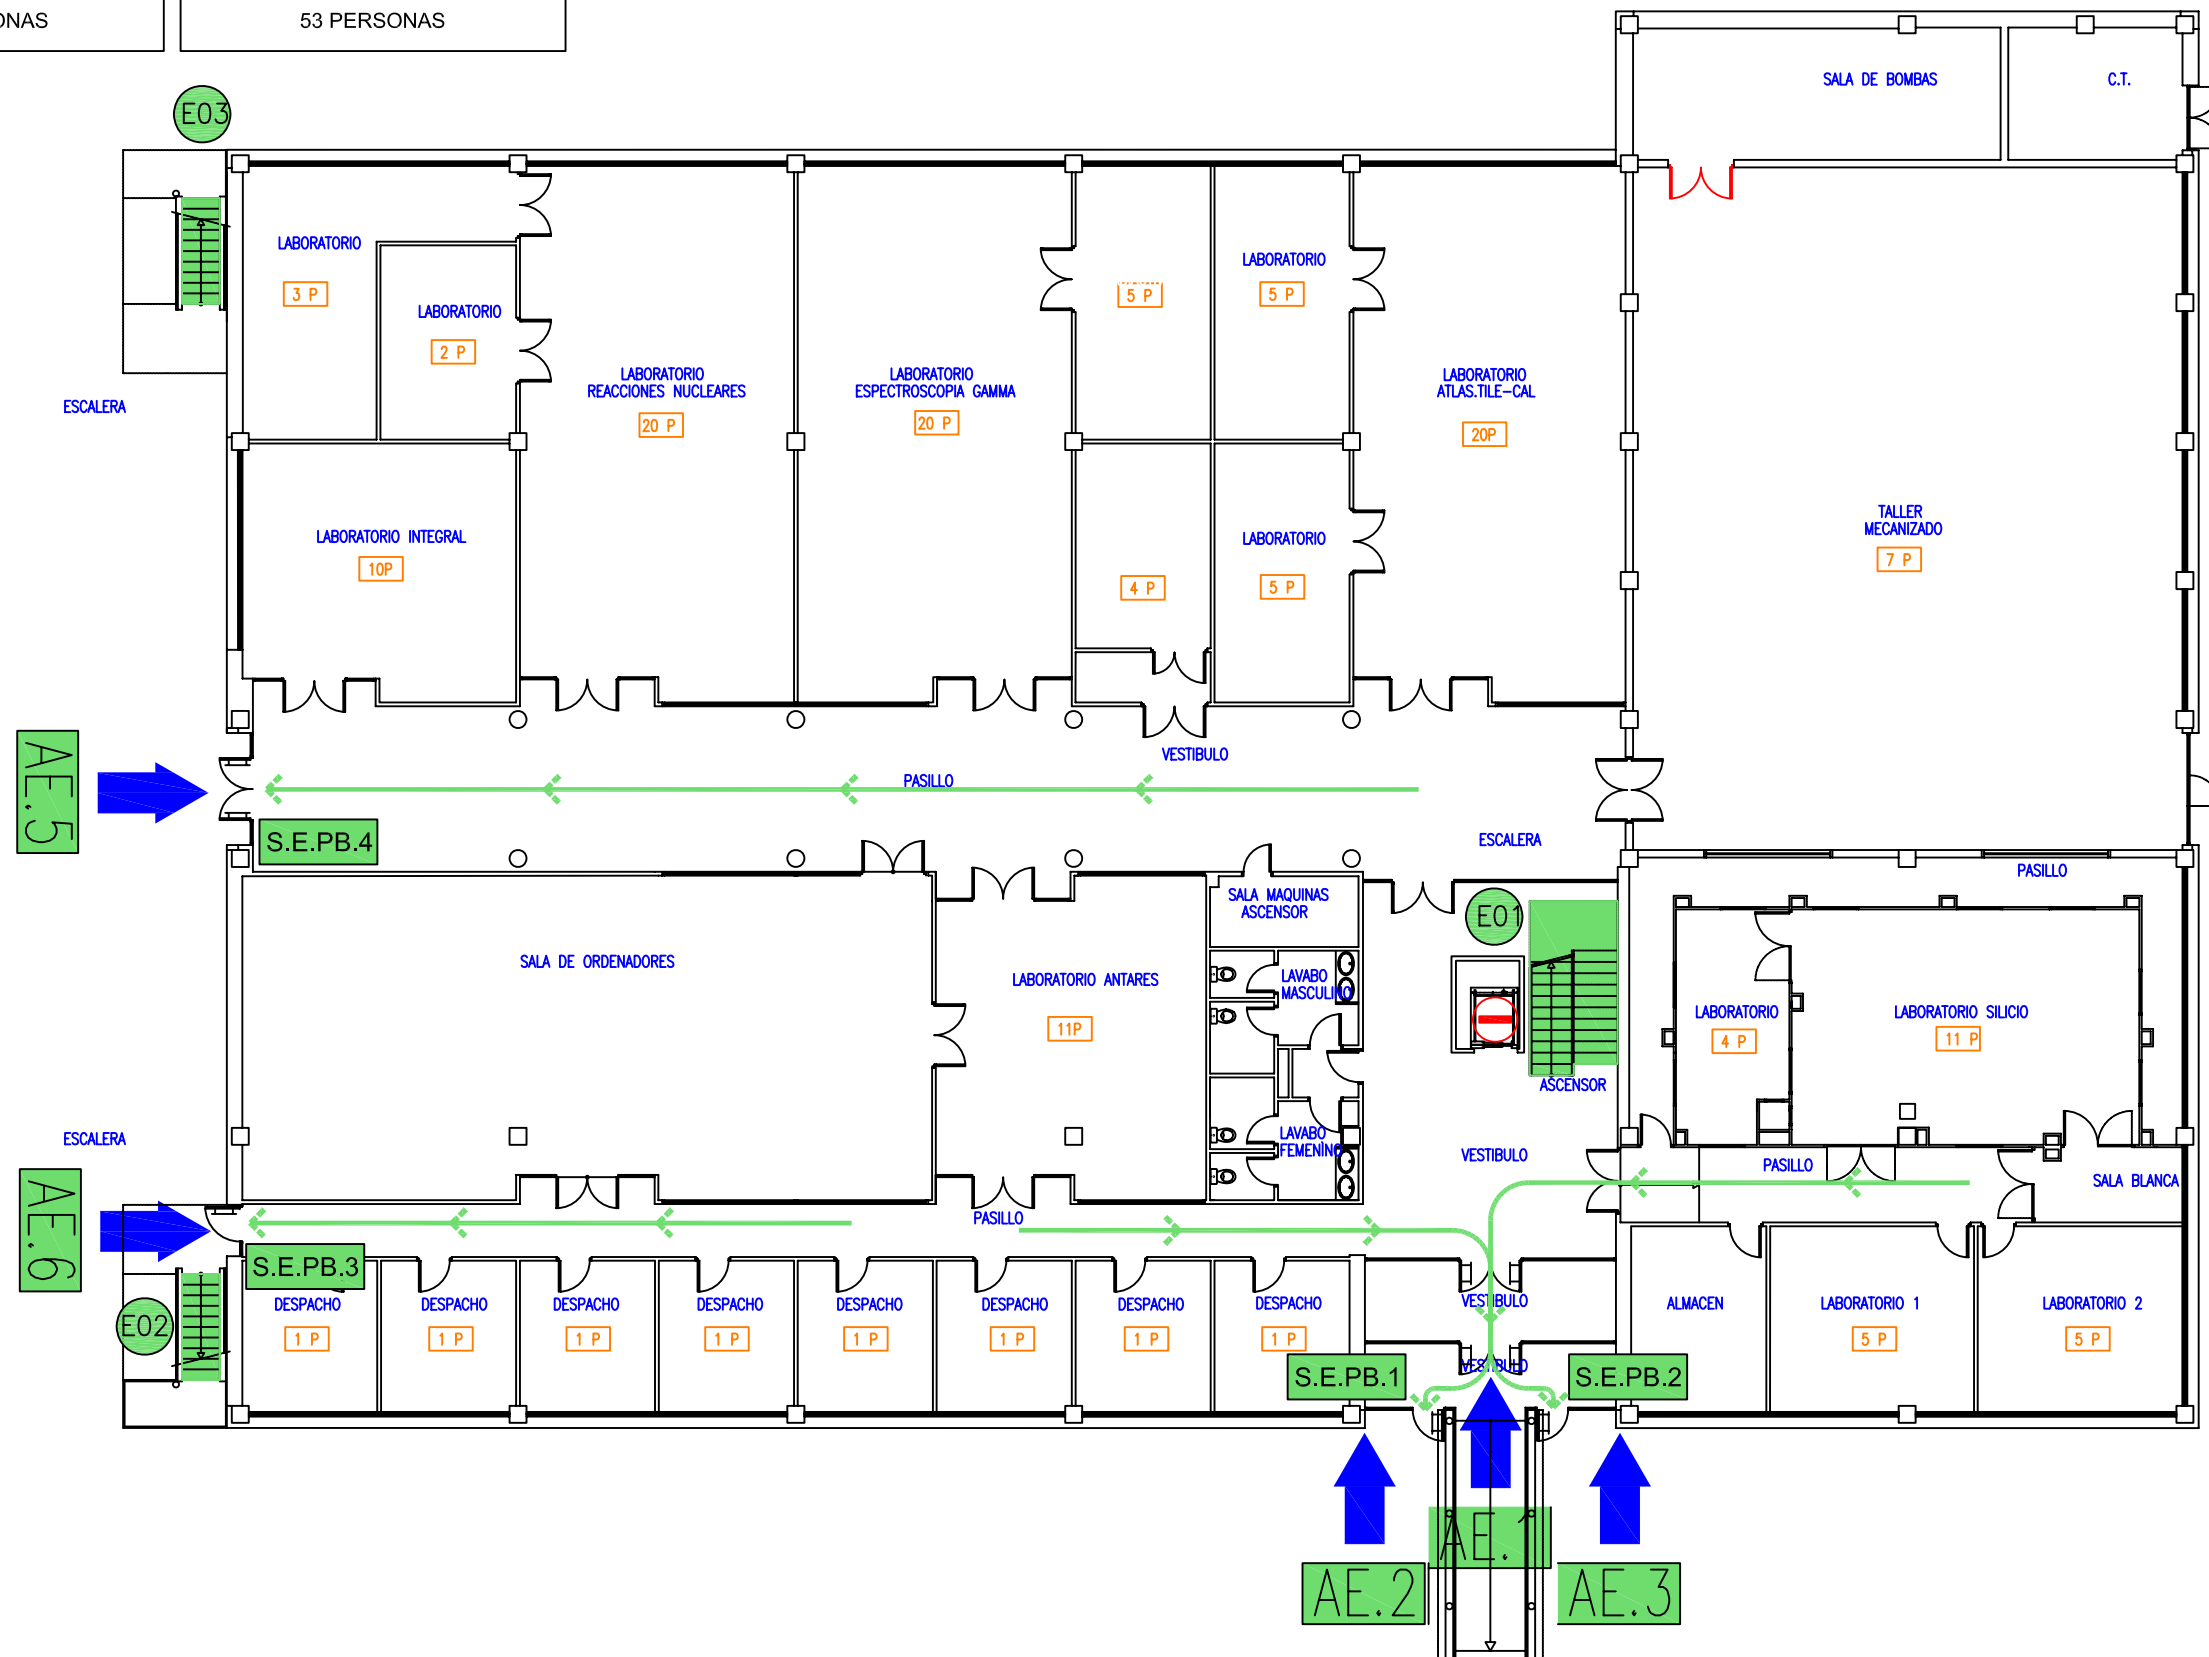 ONAS
53 PERSONAS
SALA DE BOMBAS
C.T.
E03
LABORATORIO
3 P
LABORATORIO
2 P
LABORATORIO
REACCIONES NUCLEARES
20 P
LABORATORIO
ESPECTROSCOPIA GAMMA
20 P
5 P
LABORATORIO
5 P
LABORATORIO
ATLAS.TILE-CAL
20P
ESCALERA
LABORATORIO INTEGRAL
10P
4 P
LABORATORIO
5 P
TALLER
MECANIZADO
7 P
VESTIBULO
PASILLO
AE.5
S.E.PB.4
ESCALERA
PASILLO
SALA MAQUINAS
ASCENSOR
E01
SALA DE ORDENADORES
LABORATORIO ANTARES
11P
LAVABO
MASCULINO
LABORATORIO
4 P
LABORATORIO SILICIO
11 P
ASCENSOR
ESCALERA
LAVABO
FEMENINO
VESTIBULO
PASILLO
SALA BLANCA
AE.6
PASILLO
S.E.PB.3
E02
DESPACHO
1 P
DESPACHO
1 P
DESPACHO
1 P
DESPACHO
1 P
DESPACHO
1 P
DESPACHO
1 P
DESPACHO
1 P
DESPACHO
1 P
VESTIBULO
ALMACEN
LABORATORIO 1
5 P
LABORATORIO 2
5 P
VESTIBULO
S.E.PB.1
S.E.PB.2
AE.1
AE.2
AE.3